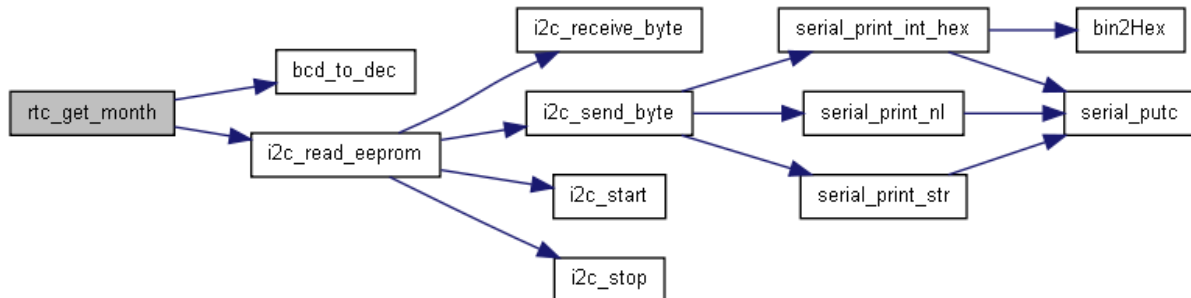 rtc_get_month
bcd_to_dec
i2c_read_eeprom
i2c_receive_byte
i2c_send_byte
i2c_start
i2c_stop
serial_print_int_hex
serial_print_nl
serial_print_str
bin2Hex
serial_putc